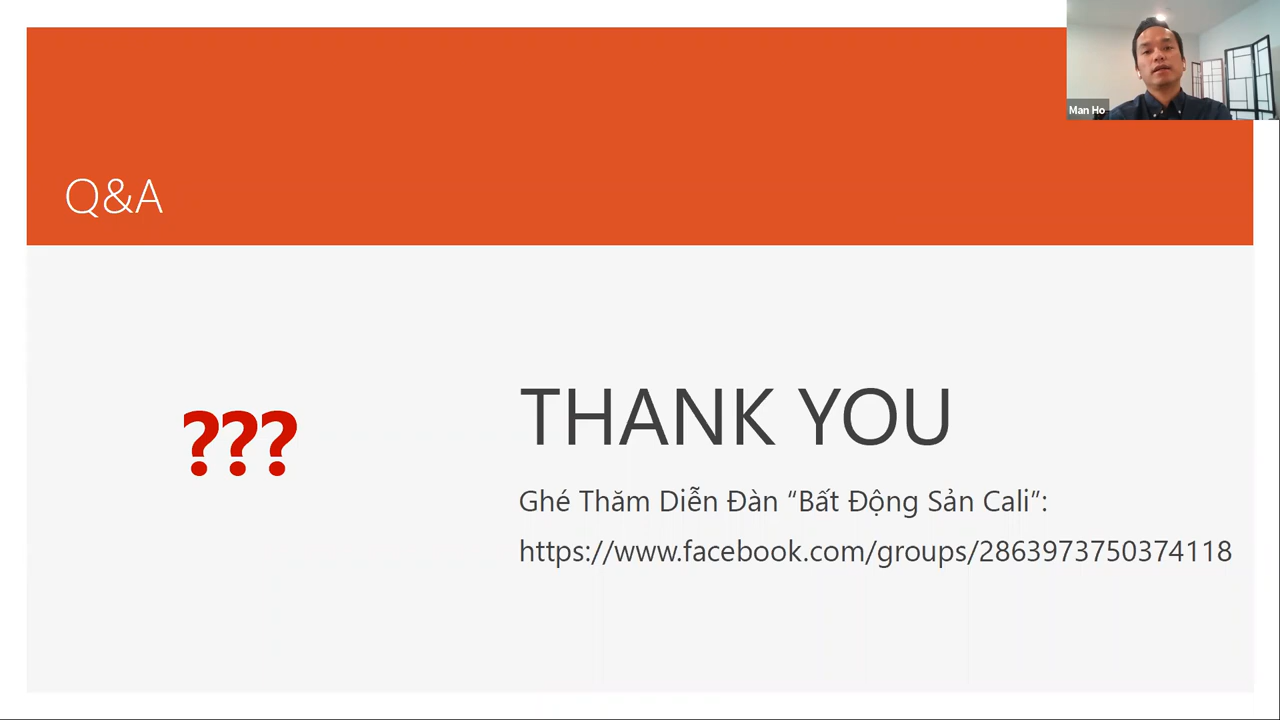 Man Ho
Q&A
???
THANK YOU
Ghé Thăm Diễn Đàn “Bất Động Sản Cali”:
https://www.facebook.com/groups/2863973750374118